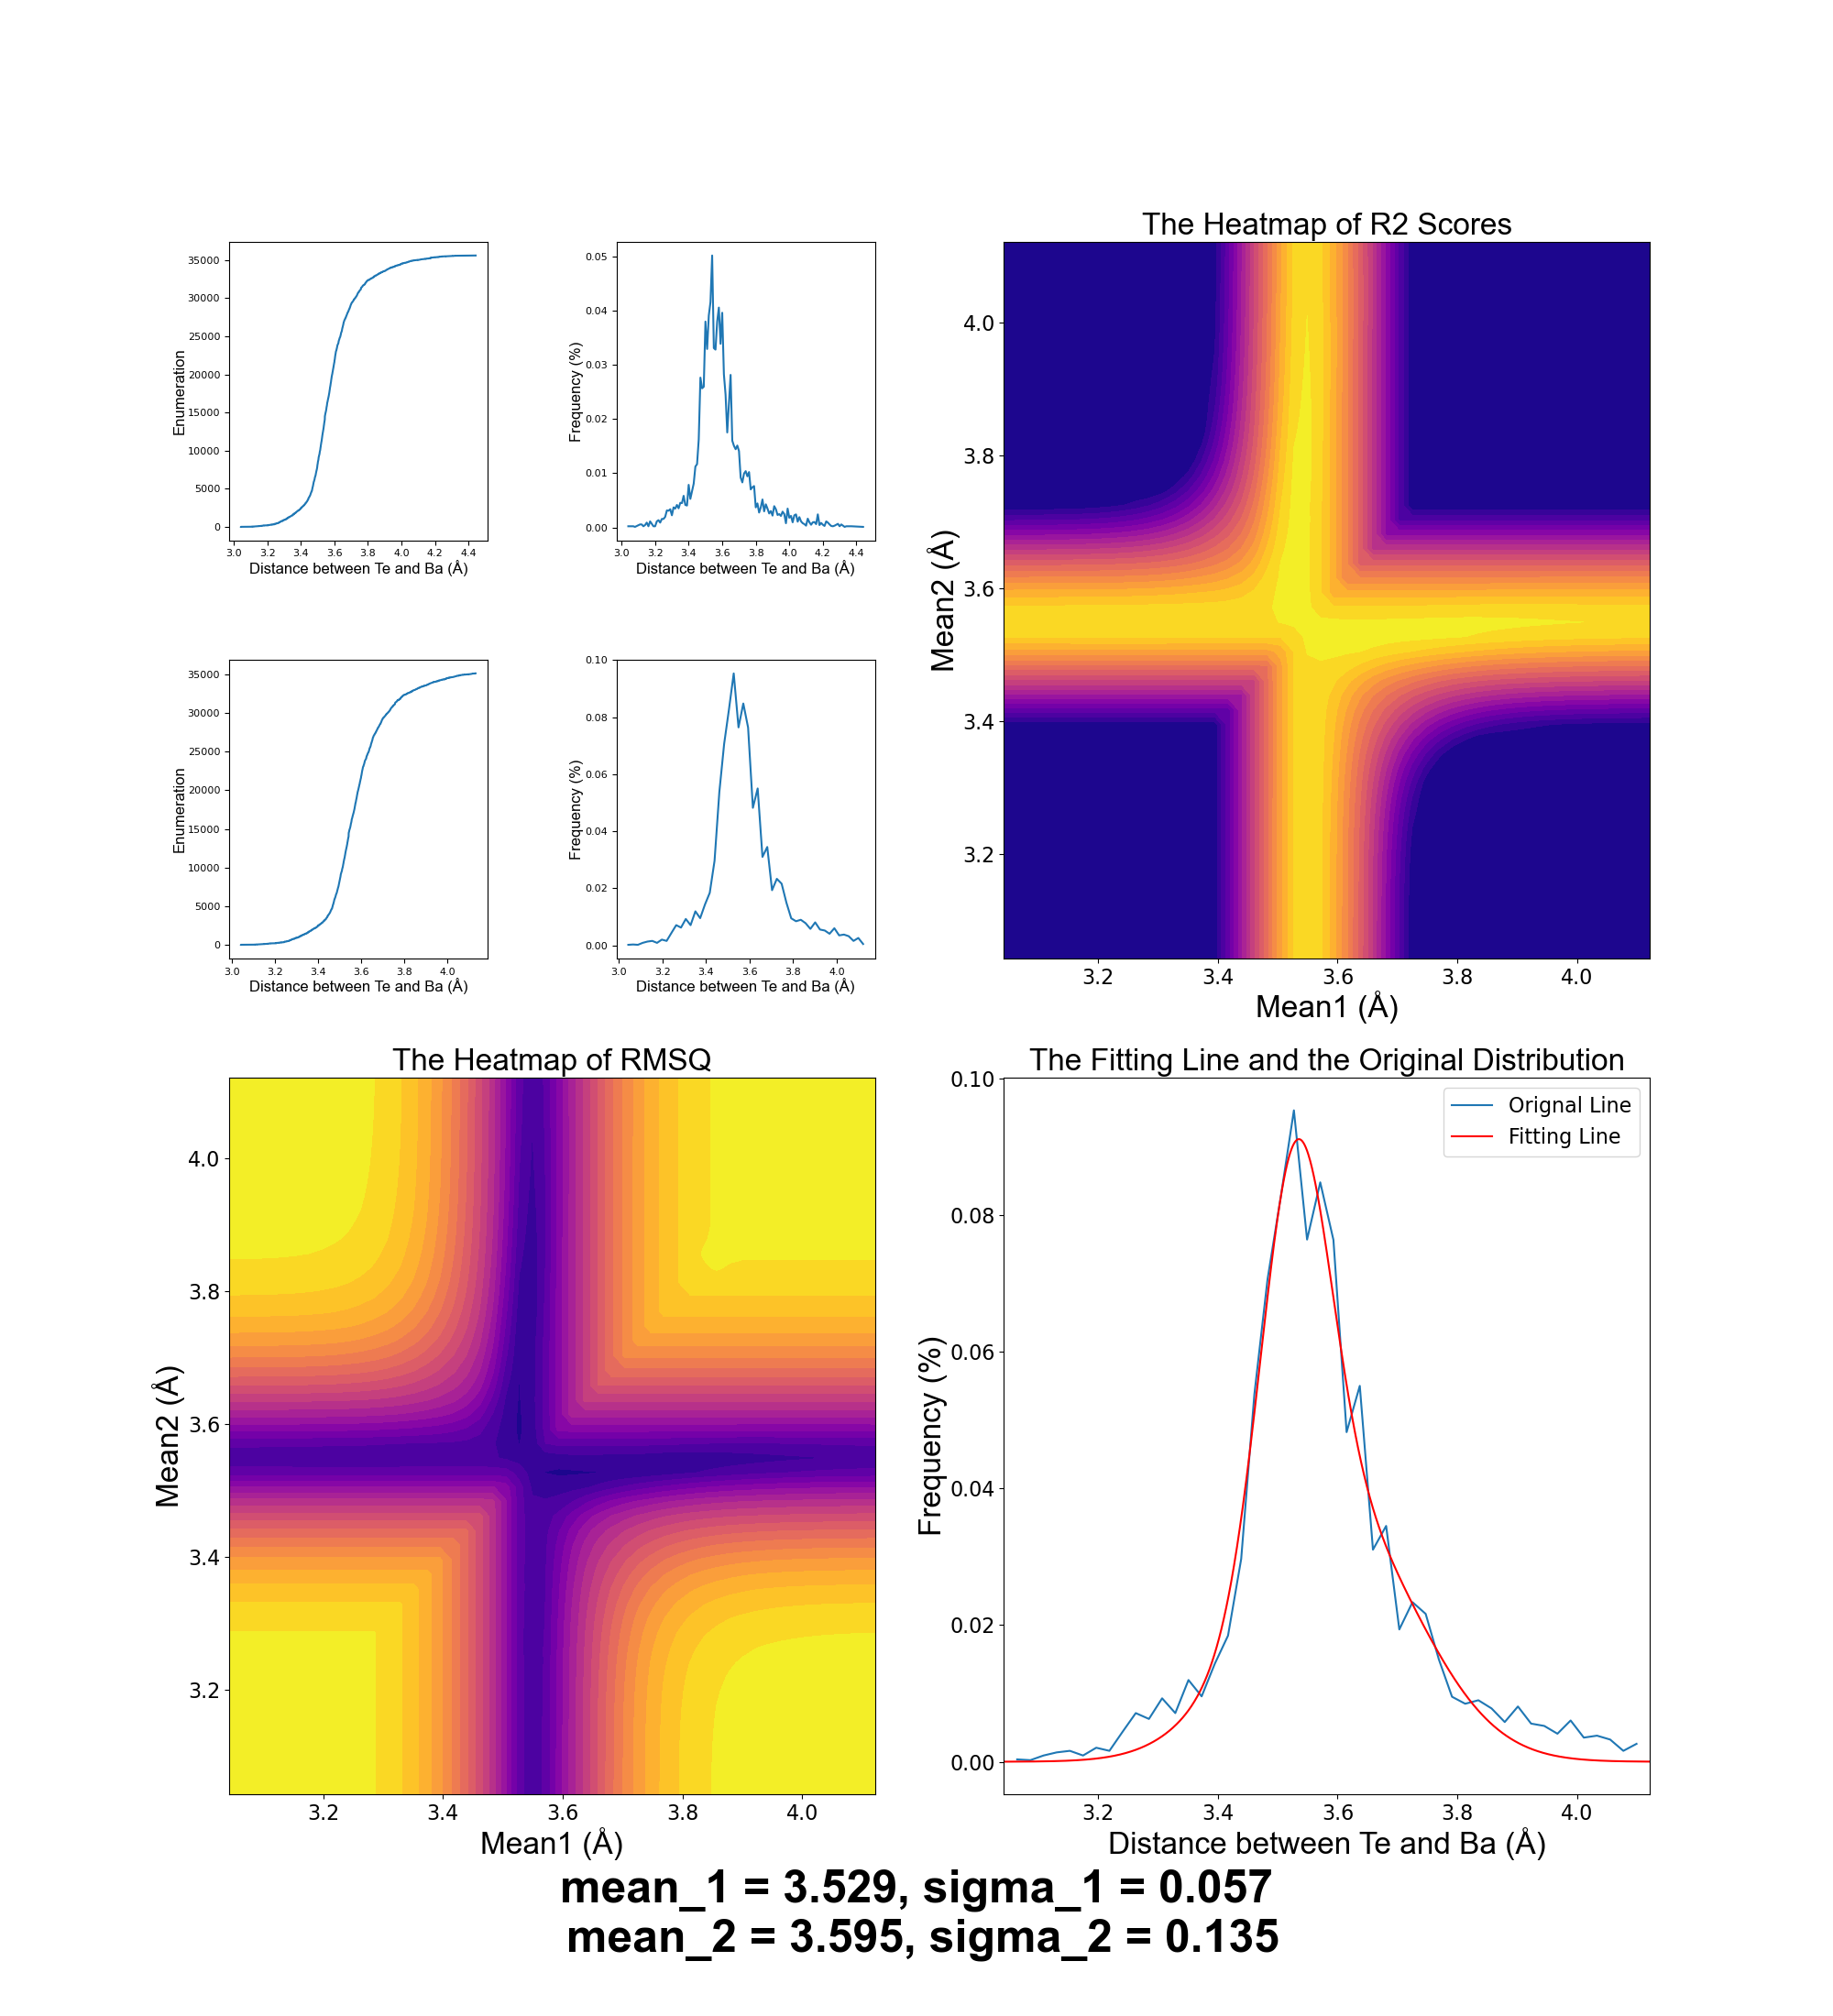 The Heatmap of R2 Scores
35000
30000
25000
20000
15000
10000
5000
0
Enumeration
3.0 3.2 3.4 3.6 3.8 4.0 4.2 4.4
Distance between Te and Ba (Å)
0.05
0.04
0.03
0.02
0.01
0.00
Frequency (%)
3.0 3.2 3.4 3.6 3.8 4.0 4.2 4.4
Distance between Te and Ba (Å)
4.0
3.8
3.6
3.4
3.2
Mean2 (Å)
3.2 3.4 3.6 3.8 4.0
Mean1 (Å)
35000
30000
25000
20000
15000
10000
5000
0
Enumeration
3.0 3.2 3.4 3.6 3.8 4.0
Distance between Te and Ba (Å)
0.10
0.08
0.06
0.04
0.02
0.00
Frequency (%)
3.0 3.2 3.4 3.6 3.8 4.0
Distance between Te and Ba (Å)
The Heatmap of RMSQ
4.0
3.8
3.6
3.4
3.2
Mean2 (Å)
3.2 3.4 3.6 3.8 4.0
Mean1 (Å)
The Fitting Line and the Original Distribution
0.10
0.08
0.06
0.04
0.02
0.00
Frequency (%)
Orignal Line
Fitting Line
3.2 3.4 3.6 3.8 4.0
Distance between Te and Ba (Å)
mean_1 = 3.529, sigma_1 = 0.057
mean_2 = 3.595, sigma_2 = 0.135